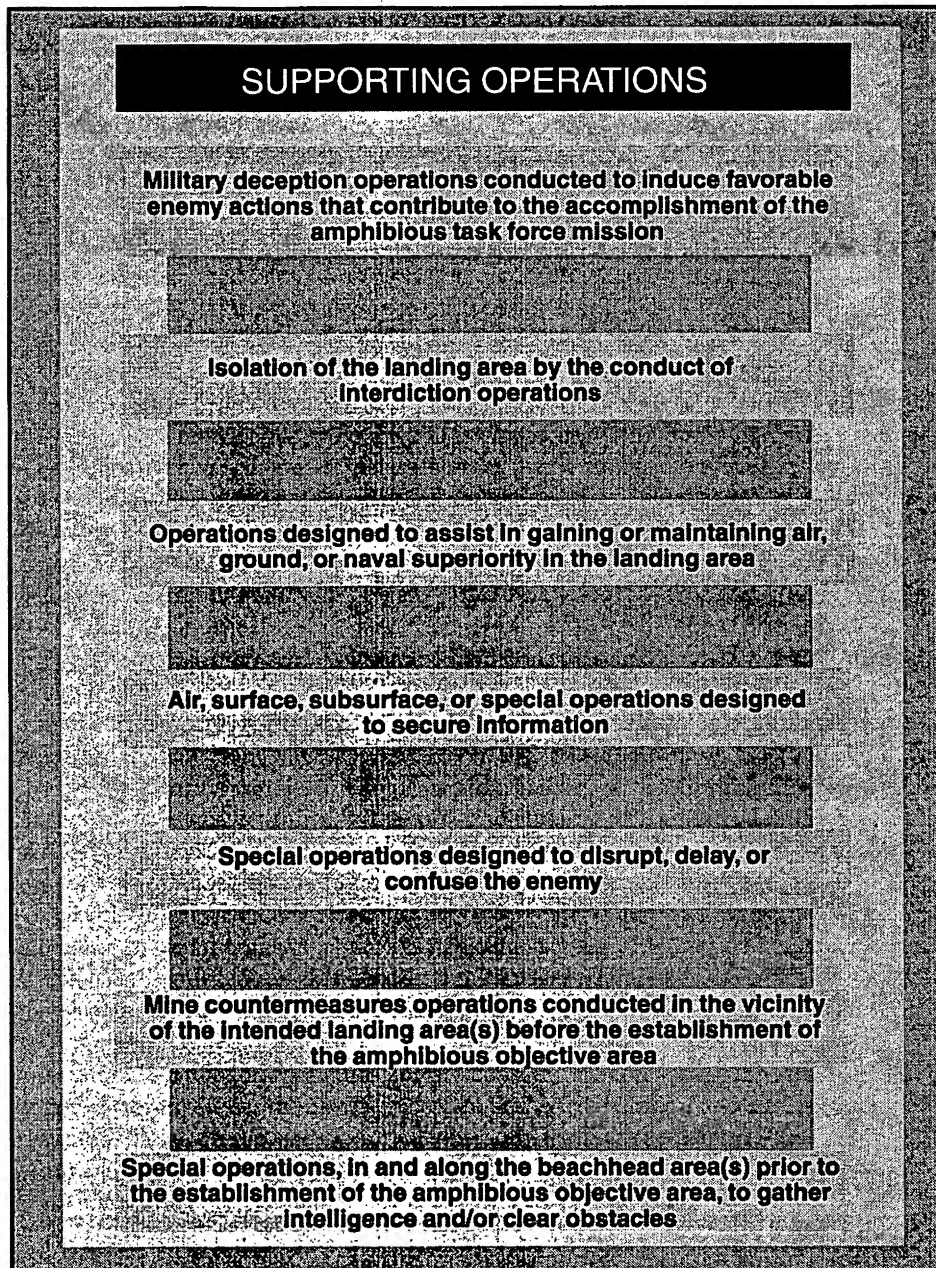 SUPPORTING OPERATIONS
Military deception operations conducted to induce favorable
enemy actions that contribute to the accomplishment of the
amphibious task force mission
Isolation of the landing area by the conduct of
interdiction operations
Operations designed to assist in gaining or maintaining air,
ground, or naval superiority in the landing area
Air, surface, subsurface, or special operations designed
to secure information
Special operations designed to disrupt, delay, or
confuse the enemy
Mine countermeasures operations conducted in the vicinity
of the intended landing area(s) before the establishment of
the amphibious objective area
Special operations, in and along the beachhead area(s) prior to
the establishment of the amphibious objective area, to gather
intelligence and/or clear obstacles